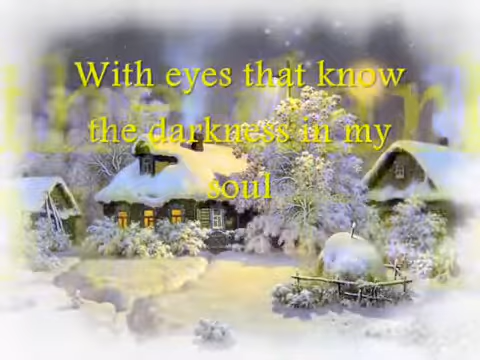 With eyes that know
the darkness in my
soul